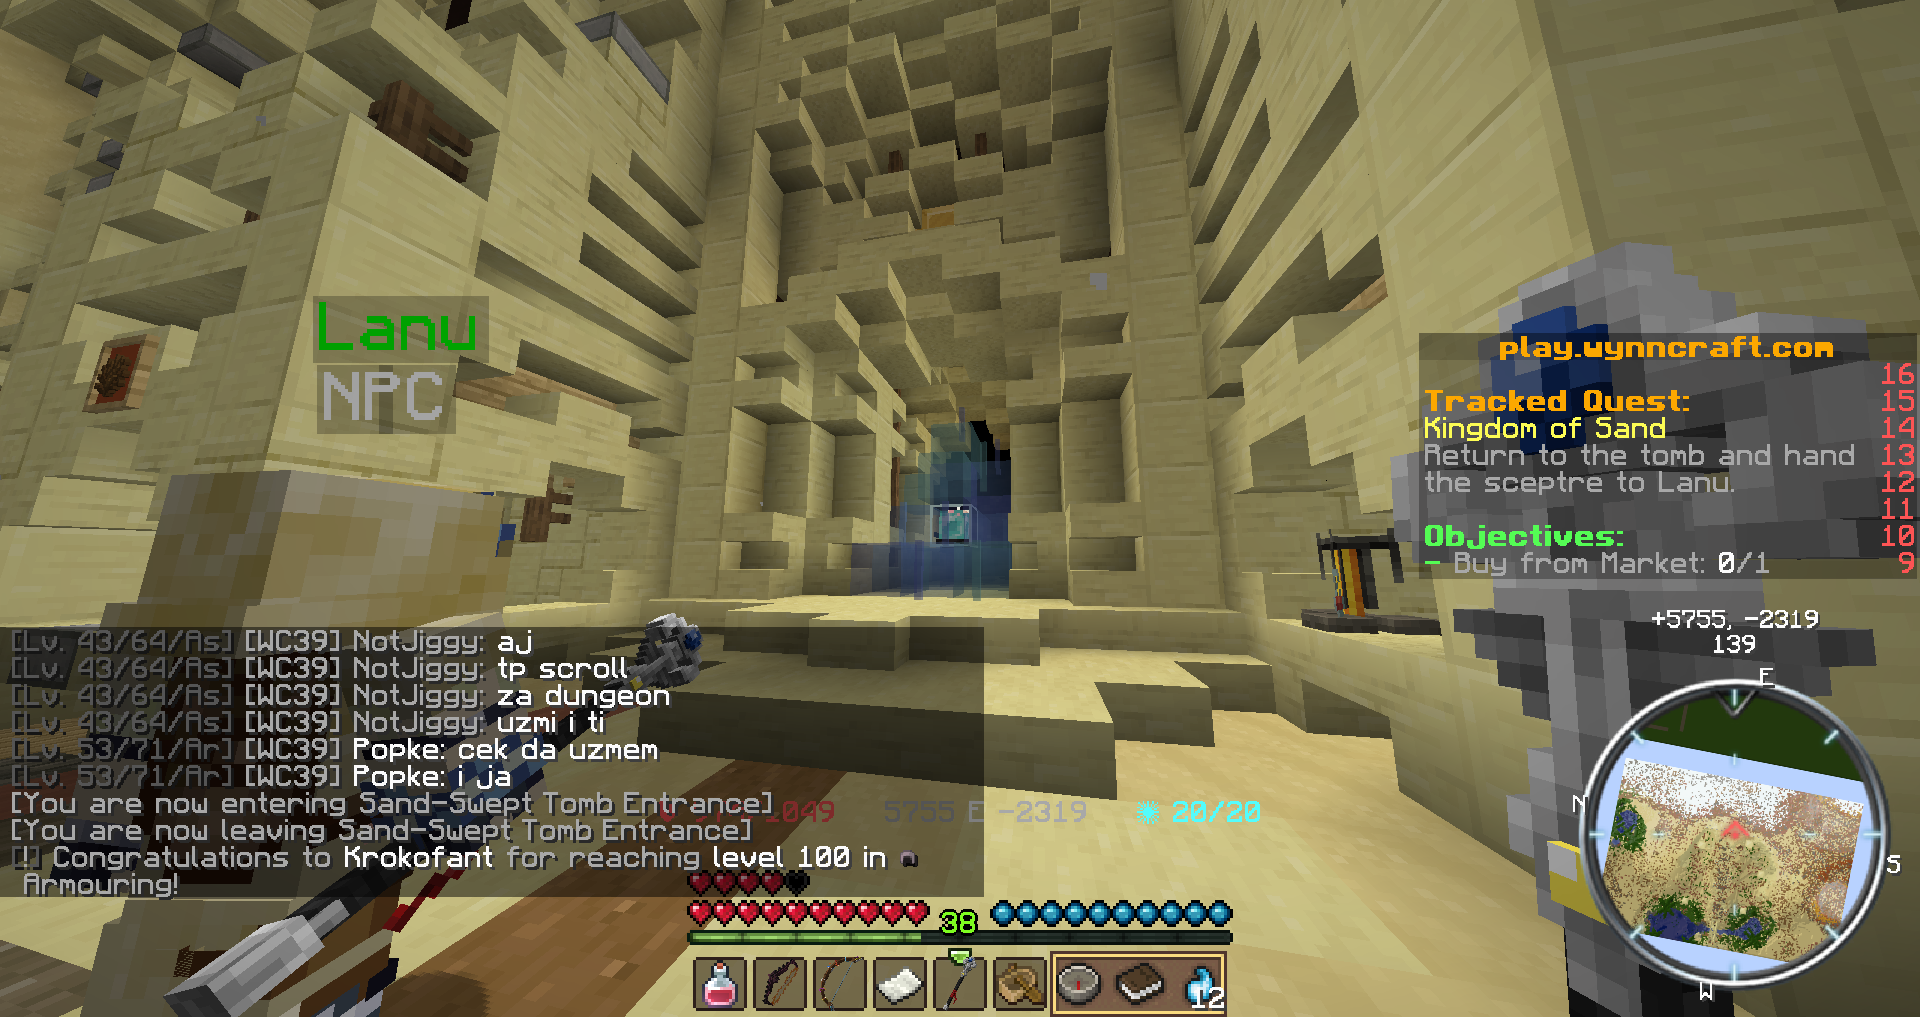 Lanu
NPC
play.wynncraft.com
16
Tracked Quest: 15
Kingdom of Sand 14
Return to the tomb and hand 13
the sceptre to Lanu. 12
11
Objectives: 10
- Buy from Market: 0/1 9
+5755, -2319
139
E
N
S
W
[Lv. 43/64/As] [WC39] NotJiggy: aj
[Lv. 43/64/As] [WC39] NotJiggy: tp scroll
[Lv. 43/64/As] [WC39] NotJiggy: za dungeon
[Lv. 43/64/As] [WC39] NotJiggy: uzmi i ti
[Lv. 53/71/Ar] [WC39] Popke: cek da uzmem
[Lv. 53/71/Ar] [WC39] Popke: i ja
[You are now entering Sand-Swept Tomb Entrance]
[You are now leaving Sand-Swept Tomb Entrance]
[!] Congratulations to Krokofant for reaching level 100 in
Armouring!
5755 E -2319
20/20
38
12